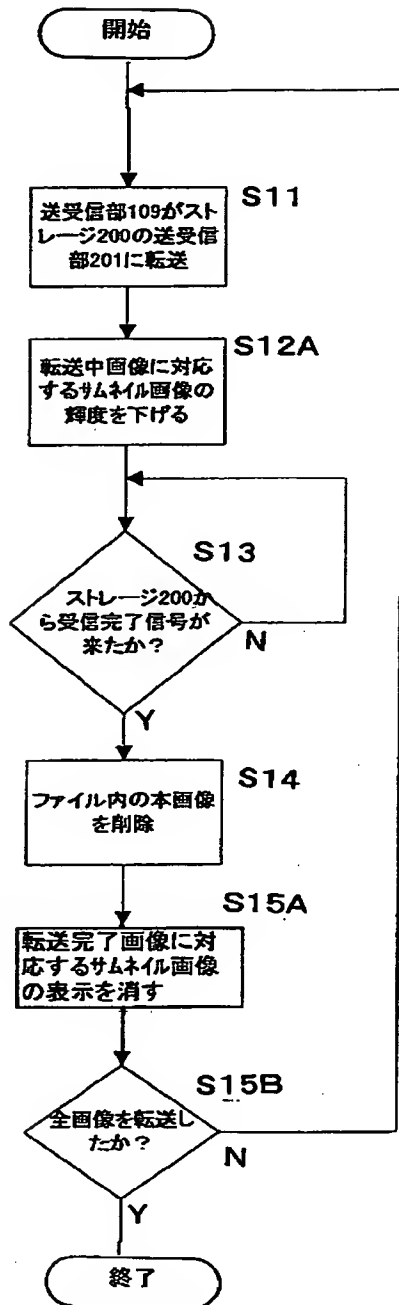 開始
S11
送受信部109がスト
レージ200の送受信
部201に転送
S12A
転送中画像に対応
するサムネイル画像の
輝度を下げる
S13
ストレージ200か
ら受信完了信号が
来たか?
N
Y
S14
ファイル内の本画像
を削除
S15A
転送完了画像に対
応するサムネイル画像
の表示を消す
S15B
全画像を転送し
たか?
N
Y
終了